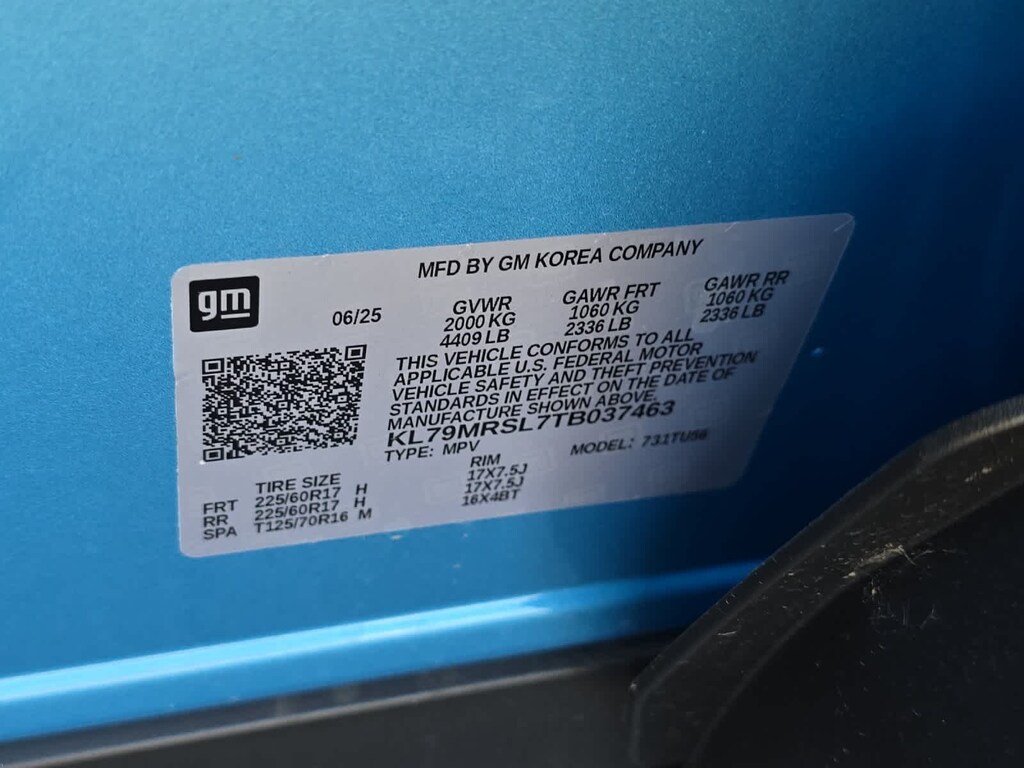 gm
MFD BY GM KOREA COMPANY
06/25
GVWR
2000 KG
4409 LB
GAWR FRT
1060 KG
2336 LB
GAWR RR
1060 KG
2336 LB
THIS VEHICLE CONFORMS TO ALL
APPLICABLE U.S. FEDERAL MOTOR
VEHICLE SAFETY AND THEFT PREVENTION
STANDARDS IN EFFECT ON THE DATE OF
MANUFACTURE SHOWN ABOVE.
KL79MRSL7TB037463
TYPE: MPV MODEL: 731TU56
TIRE SIZE RIM
FRT 225/60R17 H 17X7.5J
RR 225/60R17 H 17X7.5J
SPA T125/70R16 M 16X4BT